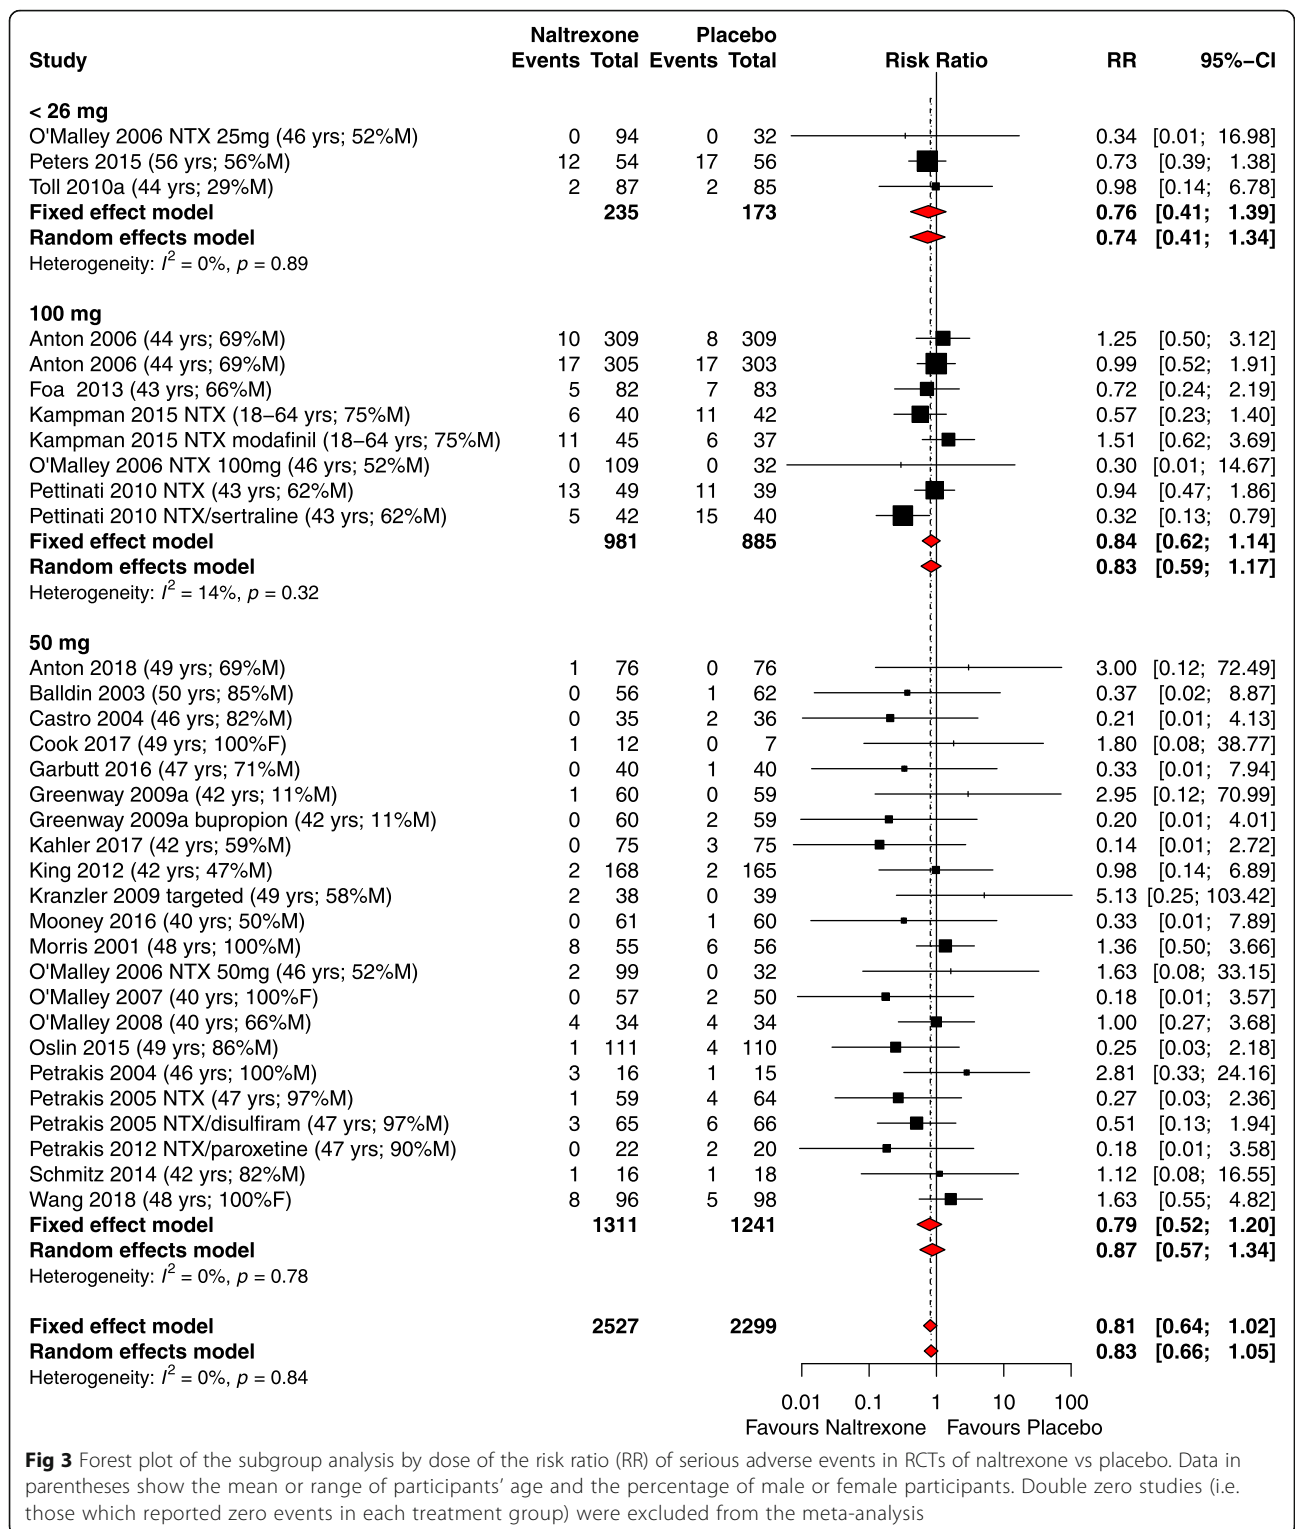 Naltrexone Placebo
Study Events Total Events Total Risk Ratio RR 95%−CI
< 26 mg
O'Malley 2006 NTX 25mg (46 yrs; 52%M) 0 94 0 32 0.34 [0.01; 16.98]
Peters 2015 (56 yrs; 56%M) 12 54 17 56 0.73 [0.39; 1.38]
Toll 2010a (44 yrs; 29%M) 2 87 2 85 0.98 [0.14; 6.78]
Fixed effect model 235 173 0.76 [0.41; 1.39]
Random effects model 0.74 [0.41; 1.34]
Heterogeneity: I² = 0%, p = 0.89
100 mg
Anton 2006 (44 yrs; 69%M) 10 309 8 309 1.25 [0.50; 3.12]
Anton 2006 (44 yrs; 69%M) 17 305 17 303 0.99 [0.52; 1.91]
Foa 2013 (43 yrs; 66%M) 5 82 7 83 0.72 [0.24; 2.19]
Kampman 2015 NTX (18−64 yrs; 75%M) 6 40 11 42 0.57 [0.23; 1.40]
Kampman 2015 NTX modafinil (18−64 yrs; 75%M) 11 45 6 37 1.51 [0.62; 3.69]
O'Malley 2006 NTX 100mg (46 yrs; 52%M) 0 109 0 32 0.30 [0.01; 14.67]
Pettinati 2010 NTX (43 yrs; 62%M) 13 49 11 39 0.94 [0.47; 1.86]
Pettinati 2010 NTX/sertraline (43 yrs; 62%M) 5 42 15 40 0.32 [0.13; 0.79]
Fixed effect model 981 885 0.84 [0.62; 1.14]
Random effects model 0.83 [0.59; 1.17]
Heterogeneity: I² = 14%, p = 0.32
50 mg
Anton 2018 (49 yrs; 69%M) 1 76 0 76 3.00 [0.12; 72.49]
Balldin 2003 (50 yrs; 85%M) 0 56 1 62 0.37 [0.02; 8.87]
Castro 2004 (46 yrs; 82%M) 0 35 2 36 0.21 [0.01; 4.13]
Cook 2017 (49 yrs; 100%F) 1 12 0 7 1.80 [0.08; 38.77]
Garbutt 2016 (47 yrs; 71%M) 0 40 1 40 0.33 [0.01; 7.94]
Greenway 2009a (42 yrs; 11%M) 1 60 0 59 2.95 [0.12; 70.99]
Greenway 2009a bupropion (42 yrs; 11%M) 0 60 2 59 0.20 [0.01; 4.01]
Kahler 2017 (42 yrs; 59%M) 0 75 3 75 0.14 [0.01; 2.72]
King 2012 (42 yrs; 47%M) 2 168 2 165 0.98 [0.14; 6.89]
Kranzler 2009 targeted (49 yrs; 58%M) 2 38 0 39 5.13 [0.25; 103.42]
Mooney 2016 (40 yrs; 50%M) 0 61 1 60 0.33 [0.01; 7.89]
Morris 2001 (48 yrs; 100%M) 8 55 6 56 1.36 [0.50; 3.66]
O'Malley 2006 NTX 50mg (46 yrs; 52%M) 2 99 0 32 1.63 [0.08; 33.15]
O'Malley 2007 (40 yrs; 100%F) 0 57 2 50 0.18 [0.01; 3.57]
O'Malley 2008 (40 yrs; 66%M) 4 34 4 34 1.00 [0.27; 3.68]
Oslin 2015 (49 yrs; 86%M) 1 111 4 110 0.25 [0.03; 2.18]
Petrakis 2004 (46 yrs; 100%M) 3 16 1 15 2.81 [0.33; 24.16]
Petrakis 2005 NTX (47 yrs; 97%M) 1 59 4 64 0.27 [0.03; 2.36]
Petrakis 2005 NTX/disulfiram (47 yrs; 97%M) 3 65 6 66 0.51 [0.13; 1.94]
Petrakis 2012 NTX/paroxetine (47 yrs; 90%M) 0 22 2 20 0.18 [0.01; 3.58]
Schmitz 2014 (42 yrs; 82%M) 1 16 1 18 1.12 [0.08; 16.55]
Wang 2018 (48 yrs; 100%F) 8 96 5 98 1.63 [0.55; 4.82]
Fixed effect model 1311 1241 0.79 [0.52; 1.20]
Random effects model 0.87 [0.57; 1.34]
Heterogeneity: I² = 0%, p = 0.78
Fixed effect model 2527 2299 0.81 [0.64; 1.02]
Random effects model 0.83 [0.66; 1.05]
Heterogeneity: I² = 0%, p = 0.84
0.01 0.1 1 10 100
Favours Naltrexone Favours Placebo
Fig 3 Forest plot of the subgroup analysis by dose of the risk ratio (RR) of serious adverse events in RCTs of naltrexone vs placebo. Data in
parentheses show the mean or range of participants' age and the percentage of male or female participants. Double zero studies (i.e.
those which reported zero events in each treatment group) were excluded from the meta-analysis